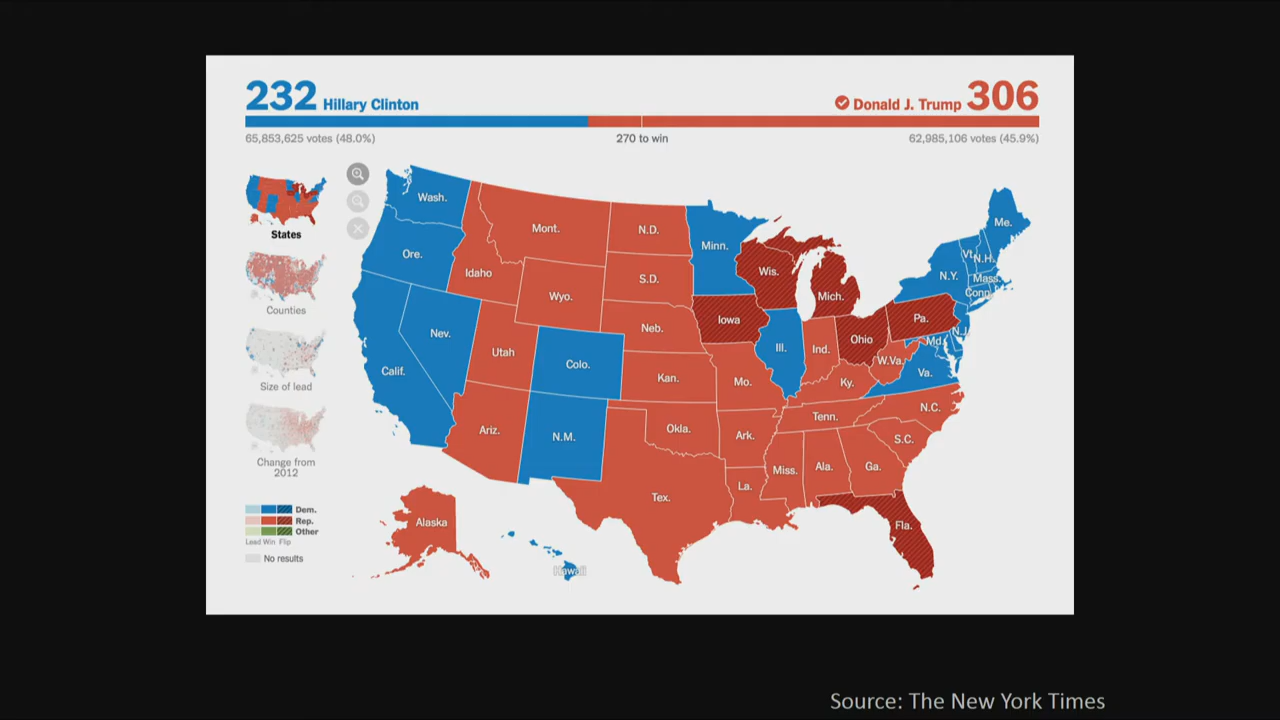 232 Hillary Clinton
Donald J. Trump 306
65,853,625 votes (48.0%)
270 to win
62,985,106 votes (45.9%)
States
Counties
Size of lead
Change from
2012
Dem.
Rep.
Other
Lead Win Flip
No results
Wash.
Ore.
Calif.
Nev.
Idaho
Mont.
Wyo.
Utah
Ariz.
Colo.
N.M.
N.D.
S.D.
Neb.
Kan.
Okla.
Tex.
Minn.
Iowa
Mo.
Ark.
La.
Wis.
Ill.
Mich.
Ind.
Ohio
Ky.
Tenn.
Miss.
Ala.
Ga.
Fla.
S.C.
N.C.
Va.
W.Va.
Md.
Pa.
N.J.
N.Y.
Conn.
Mass.
Vt.
N.H.
Me.
Alaska
Hawaii
Source: The New York Times